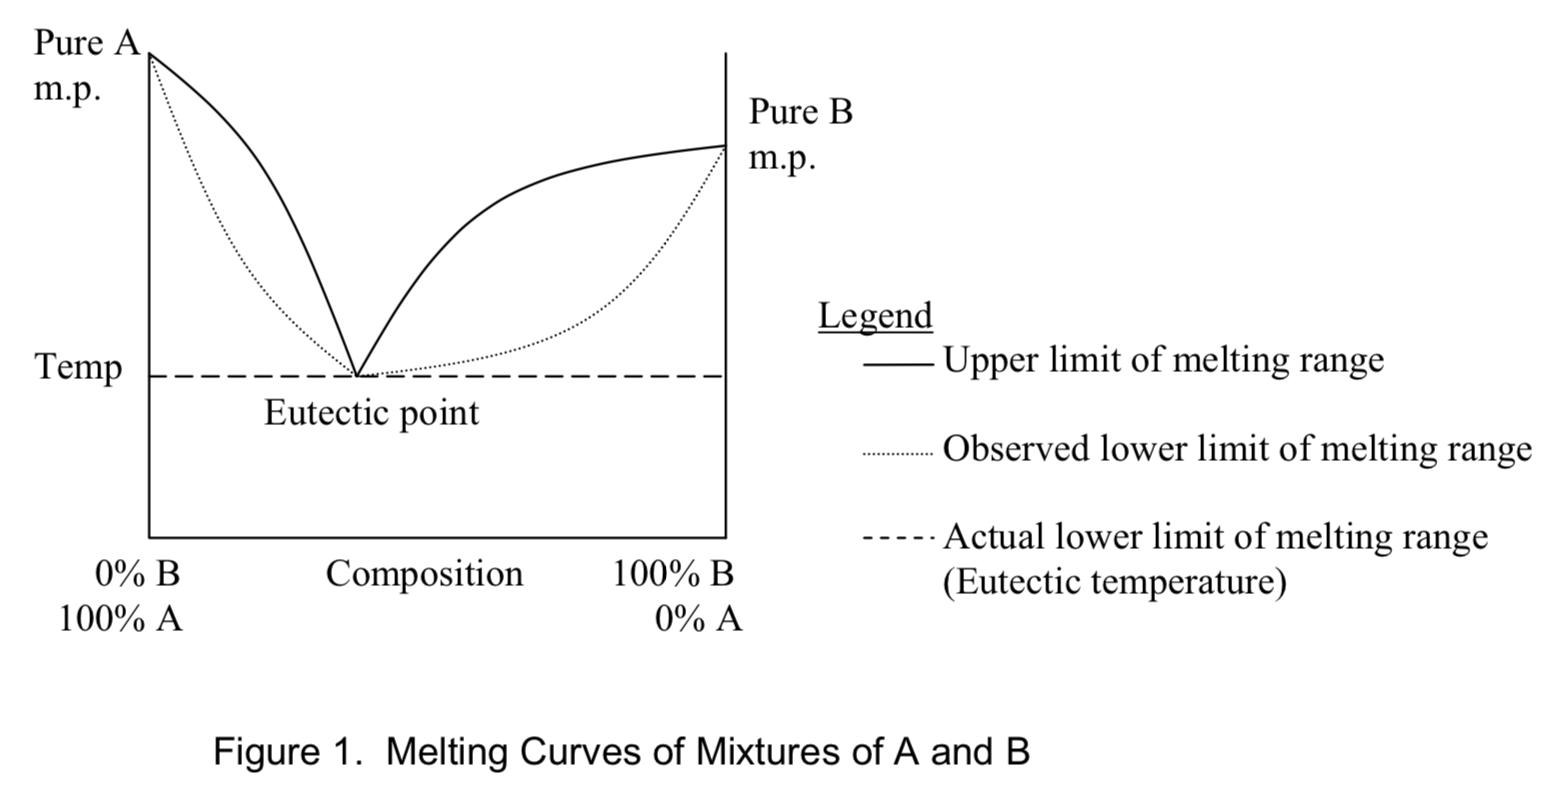 Pure A
m.p.
Pure B
m.p.
Legend
Upper limit of melting range
Temp
Eutectic point
Observed lower limit of melting range
Actual lower limit of melting range
(Eutectic temperature)
0% B
Composition
100% B
100% A
0% A
Figure 1.  Melting Curves of Mixtures of A and B